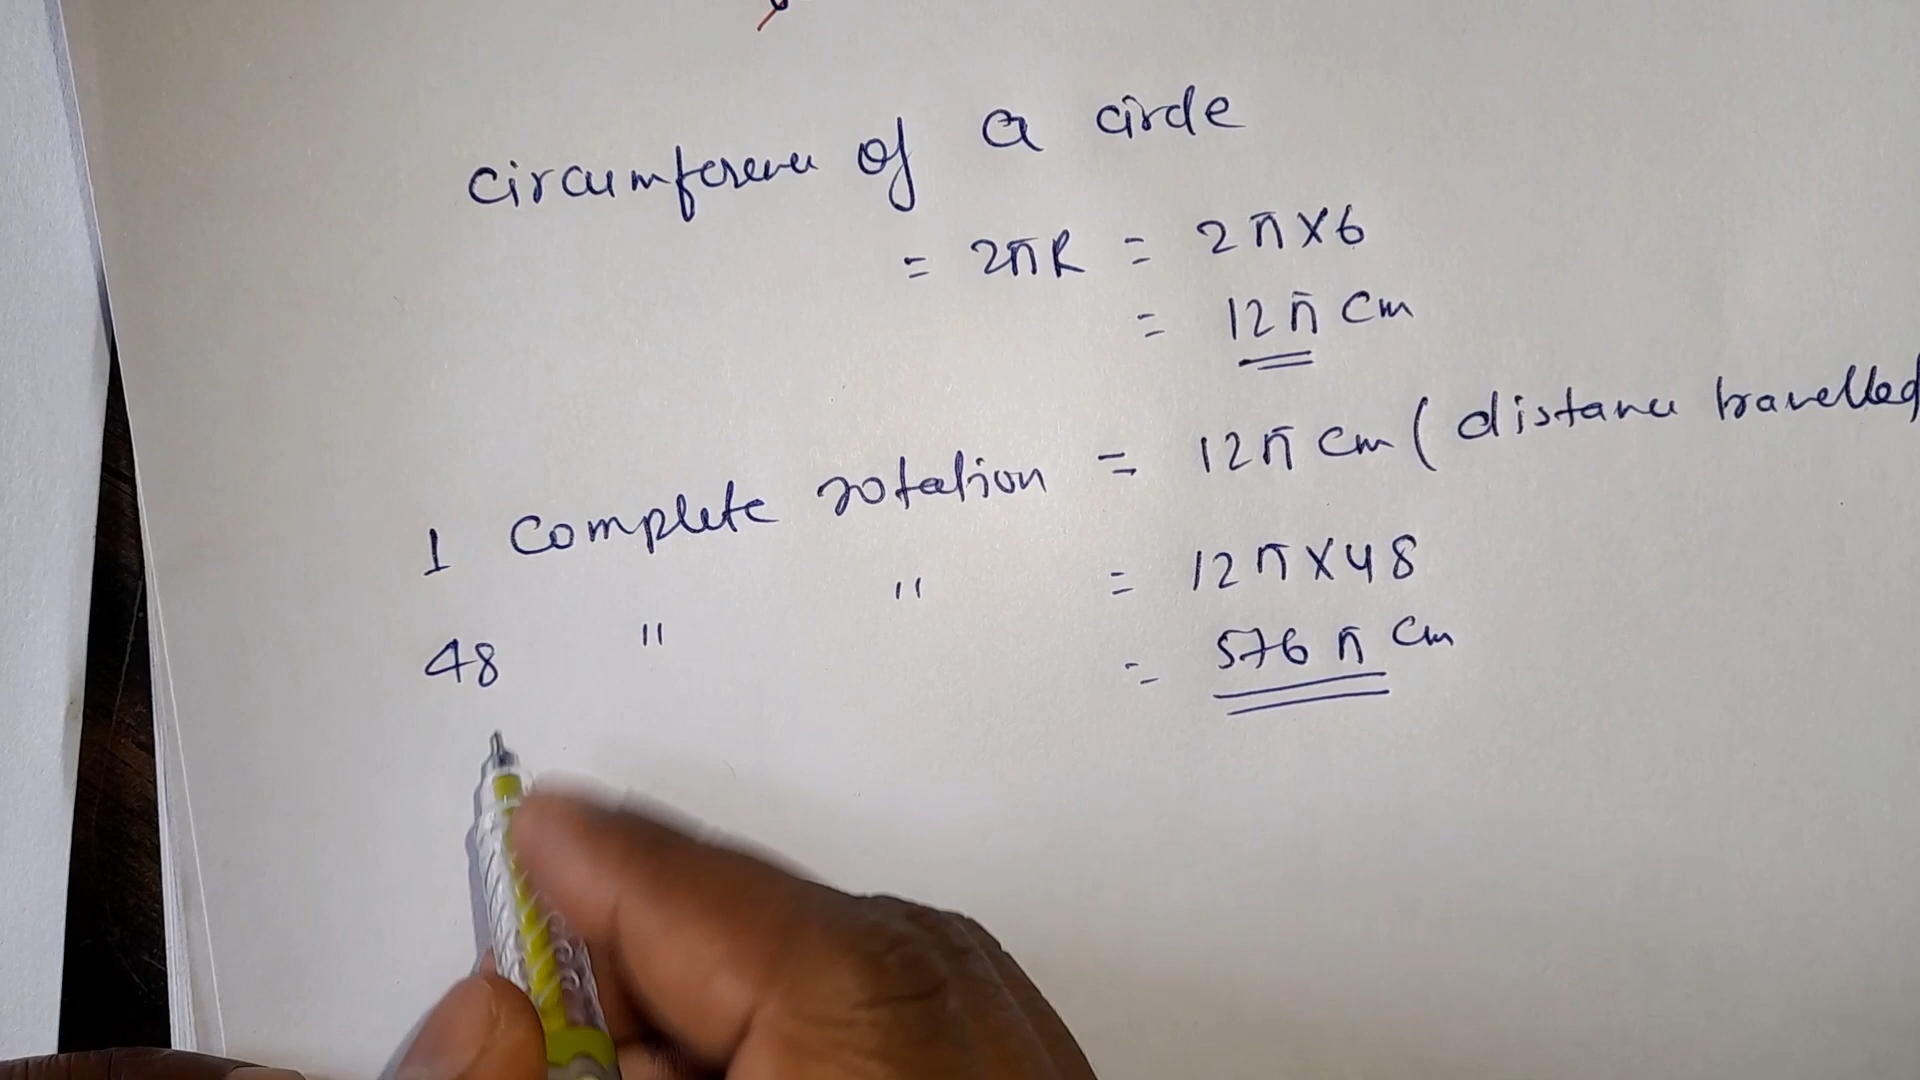 circumference of a circle
= 2πR = 2π×6
= 12π cm
1 complete rotation = 12π cm ( distance travelled
48 " " = 12π×48
= 576 π cm